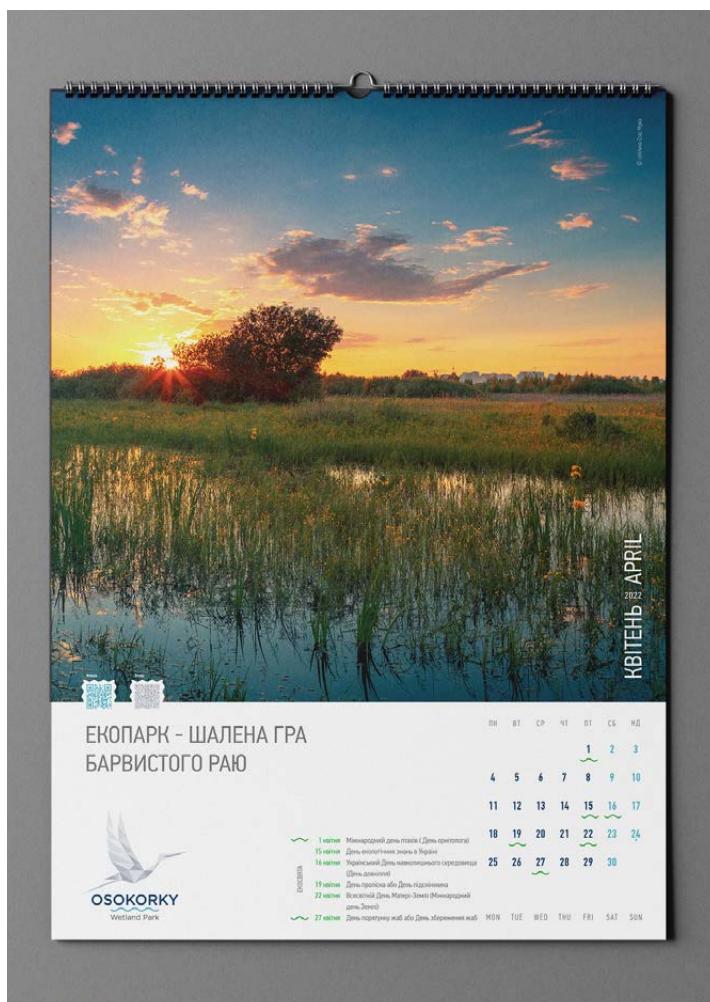 КВІТЕНЬ 2022 APRIL
ЕКОПАРК - ШАЛЕНА ГРА
БАРВИСТОГО РАЮ
ПН ВТ СР ЧТ ПТ СБ НД
1 2 3
4 5 6 7 8 9 10
11 12 13 14 15 16 17
18 19 20 21 22 23 24
25 26 27 28 29 30
MON TUE WED THU FRI SAT SUN
ЕКОСВЯТА
1 квітня Міжнародний день птахів ( День орнітолога)
15 квітня День екологічних знань в Україні
16 квітня Український День навколишнього середовища
(День довкілля)
19 квітня День проліска або День підсніжника
22 квітня Всесвітній День Матері-Землі (Міжнародний
день Землі)
27 квітня День порятунку жаб або День збереження жаб
OSOKORKY
Wetland Park